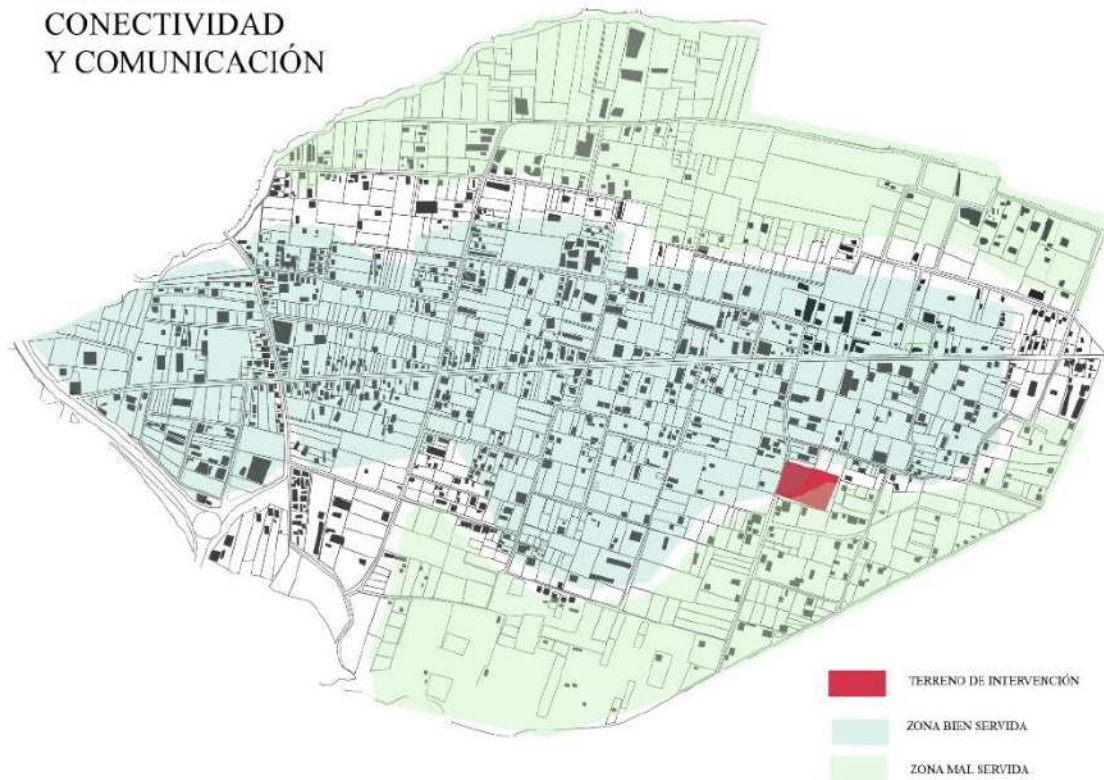 CONECTIVIDAD
Y COMUNICACIÓN
TERRENO DE INTERVENCIÓN
ZONA BIEN SERVIDA
ZONA MAL SERVIDA